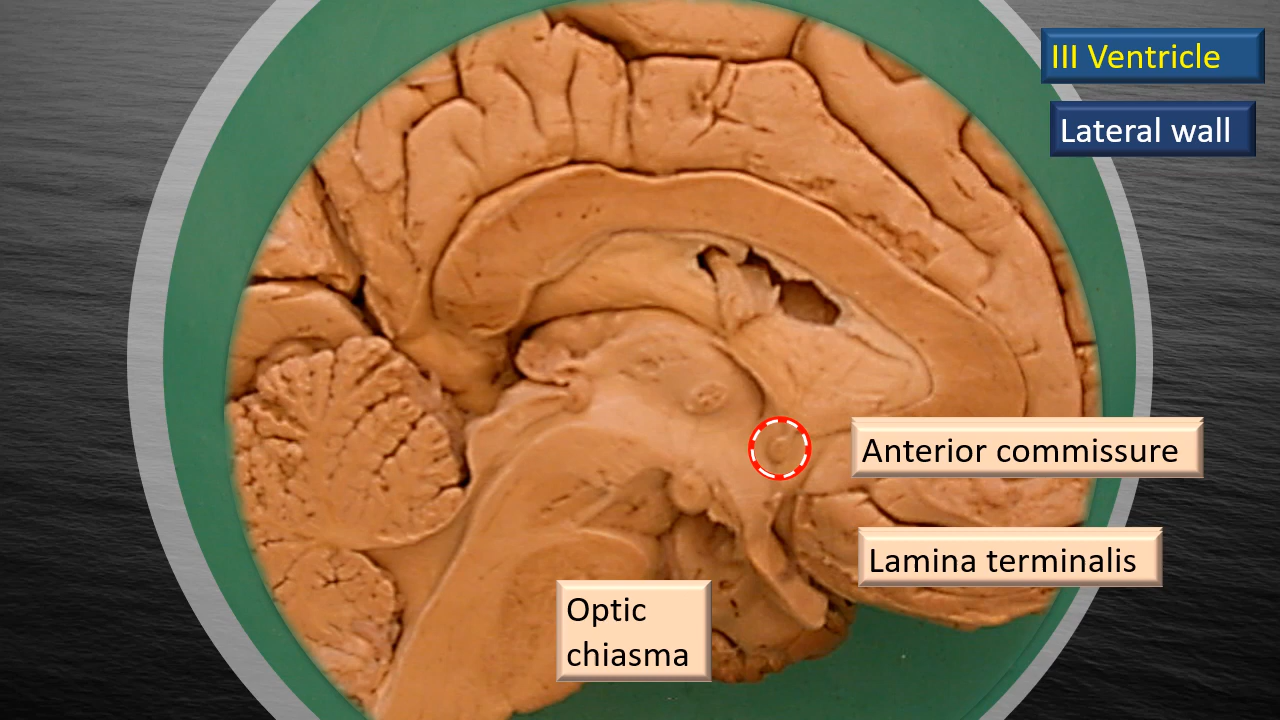 III Ventricle
Lateral wall
Anterior commissure
Lamina terminalis
Optic
chiasma